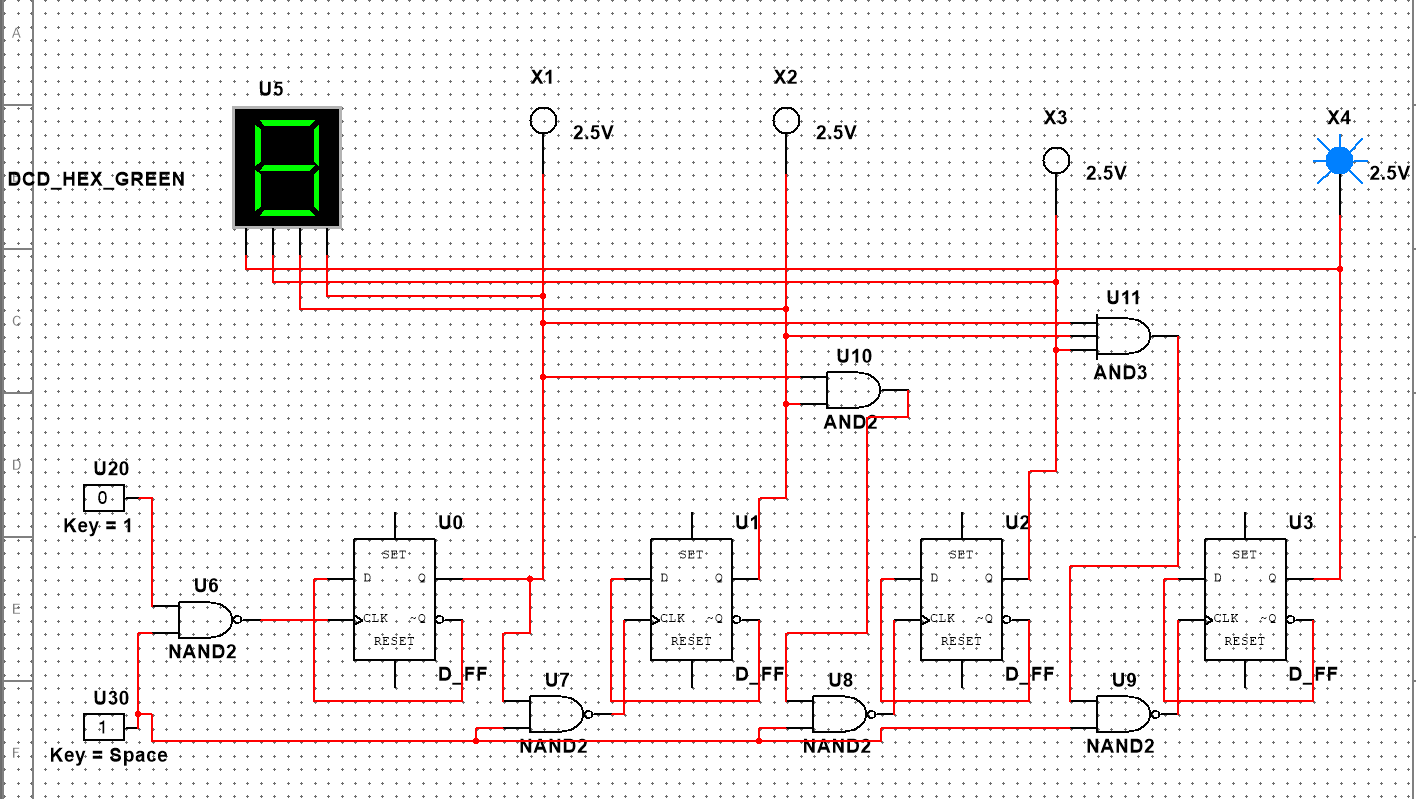 A
X1
X2
U5
2.5V
2.5V
X3
X4
2.5V
2.5V
DCD_HEX_GREEN
8
U11
C
U10
AND3
AND2
D
U20
0
Key = 1
U0
U1
U2
U3
SET
SET
SET
SET
D Q
D Q
D Q
D Q
U6
E
CLK ~Q
CLK ~Q
CLK ~Q
CLK ~Q
RESET
RESET
RESET
RESET
NAND2
D_FF
D_FF
D_FF
D_FF
U7
U8
U9
U30
1
Key = Space
NAND2
NAND2
NAND2
F